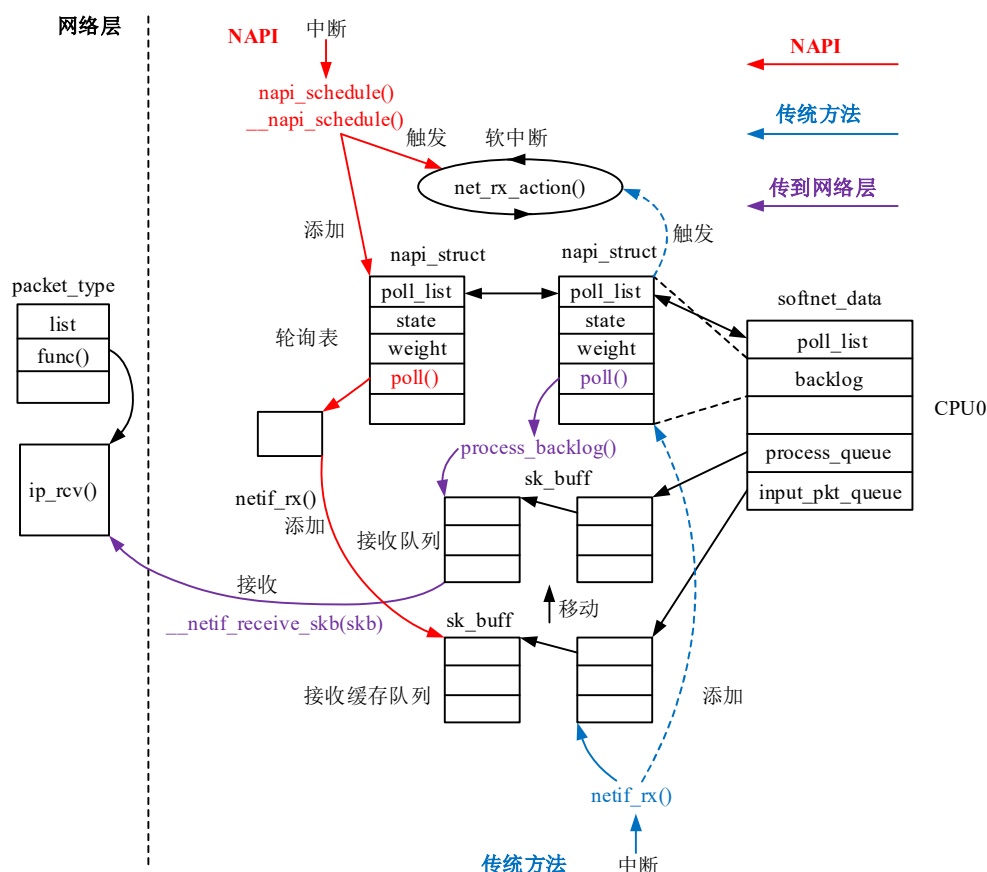 网络层
NAPI
中断
napi_schedule()
__napi_schedule()
NAPI
传统方法
传到网络层
触发
软中断
net_rx_action()
添加
触发
napi_struct
napi_struct
packet_type
list
func()
轮询表
poll_list
state
weight
poll()
poll_list
state
weight
poll()
softnet_data
poll_list
backlog
process_queue
input_pkt_queue
CPU0
process_backlog()
sk_buff
ip_rcv()
netif_rx()
添加
接收队列
接收
__netif_receive_skb(skb)
移动
sk_buff
接收缓存队列
添加
netif_rx()
传统方法
中断